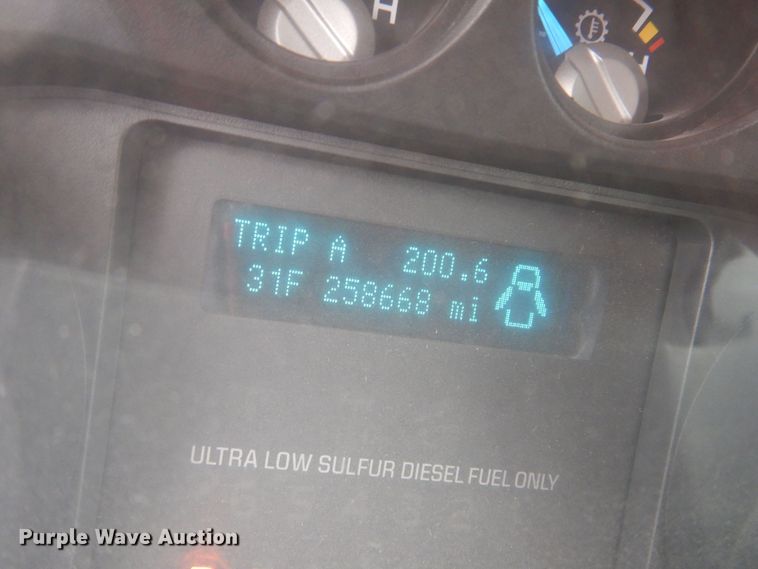 H
H
TRIP A 200.6
31F 258668 mi
ULTRA LOW SULFUR DIESEL FUEL ONLY
Purple Wave Auction